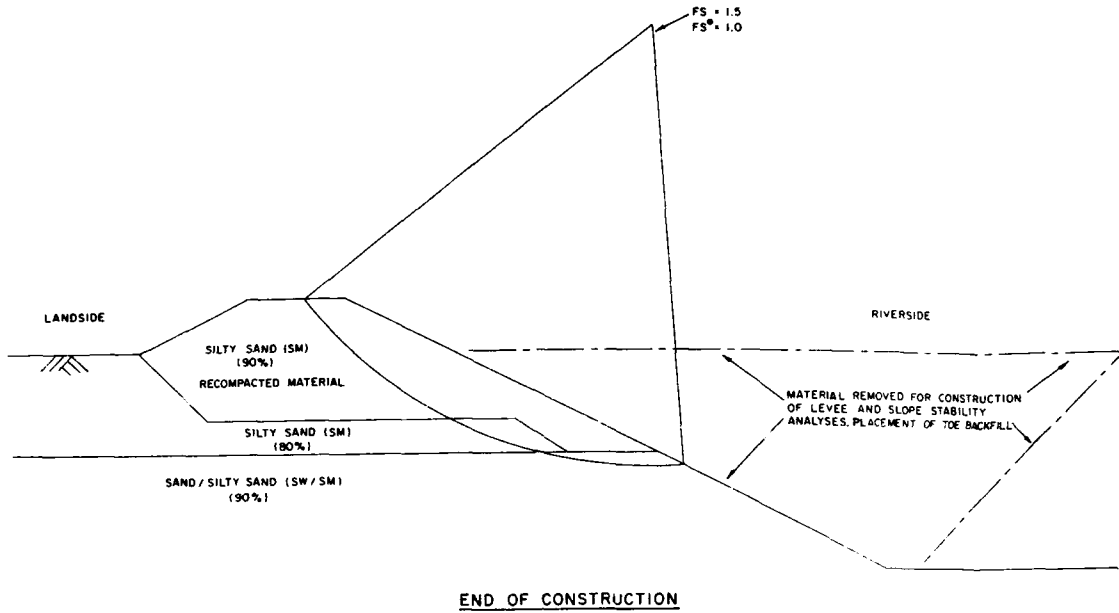 FS = 1.5
FS* = 1.0
LANDSIDE
RIVERSIDE
SILTY SAND (SM)
(90%)
RECOMPACTED MATERIAL
MATERIAL REMOVED FOR CONSTRUCTION
OF LEVEE AND SLOPE STABILITY
ANALYSES, PLACEMENT OF TOE BACKFILL
SILTY SAND (SM)
(80%)
SAND/SILTY SAND (SW/SM)
(90%)
END OF CONSTRUCTION